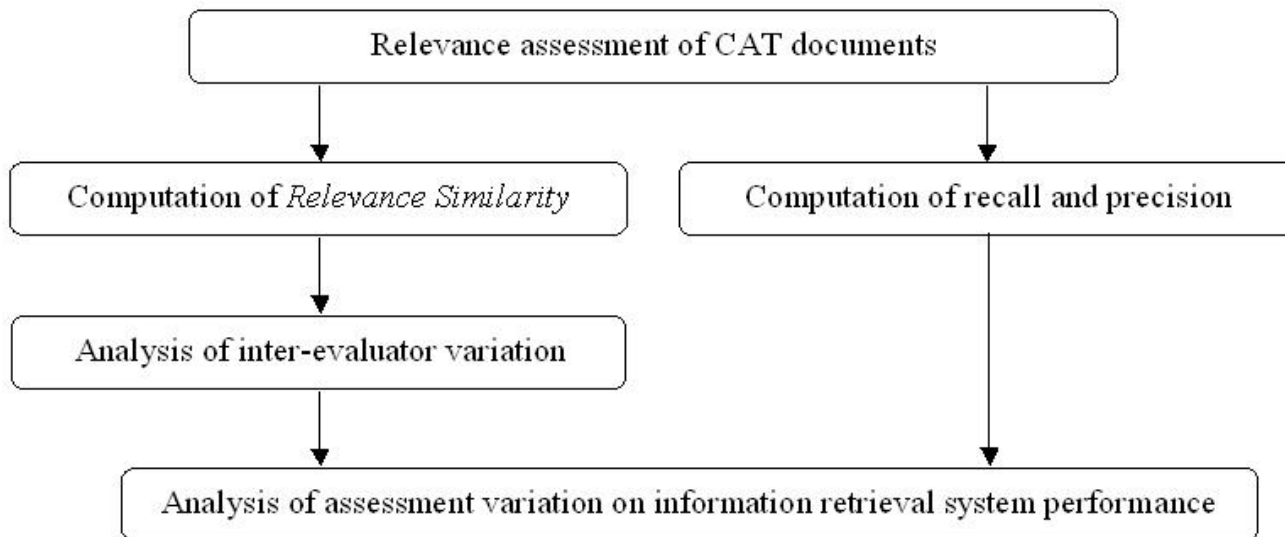 Relevance assessment of CAT documents
Computation of Relevance Similarity
Computation of recall and precision
Analysis of inter-evaluator variation
Analysis of assessment variation on information retrieval system performance